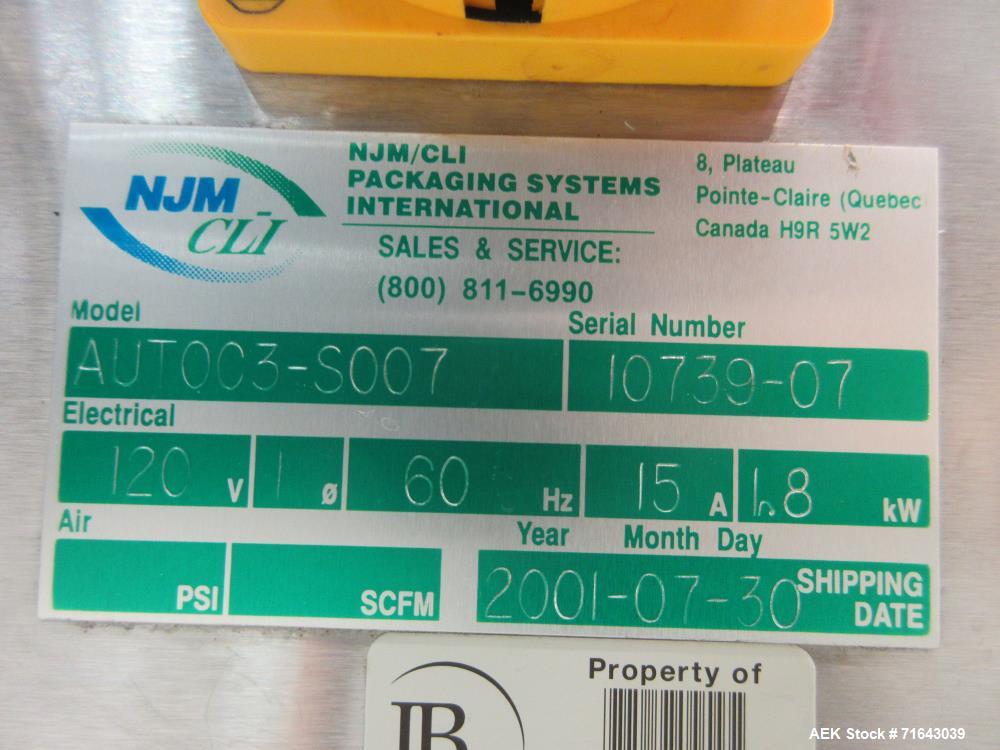 NJM
CLI
NJM/CLI
PACKAGING SYSTEMS
INTERNATIONAL
SALES & SERVICE:
(800) 811-6990
8, Plateau
Pointe-Claire (Quebec
Canada H9R 5W2
Model
Serial Number
AUTOC3-S007
10739-07
Electrical
120 V 1 ø 60 Hz 15 A 1.8 kW
Air
PSI SCFM
Year Month Day
2001-07-30 SHIPPING DATE
Property of
AEK Stock # 71643039